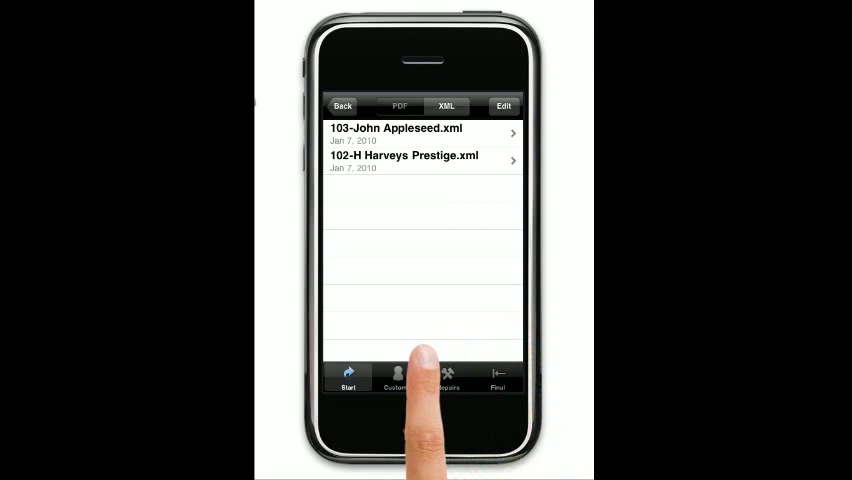 Back PDF XML Edit
103-John Appleseed.xml
Jan 7, 2010
102-H Harveys Prestige.xml
Jan 7, 2010
Start Final